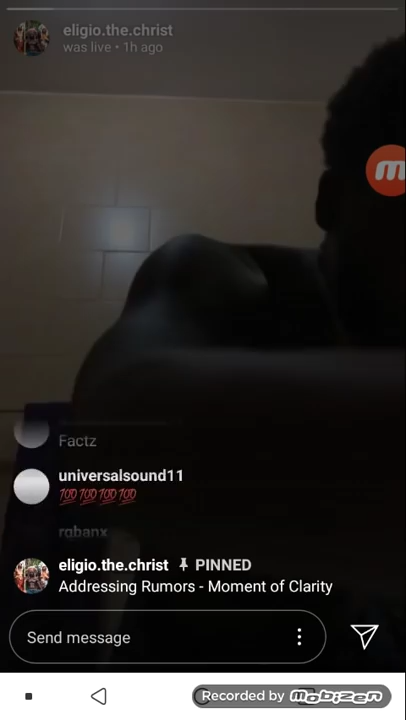 eligio.the.christ
was live • 1h ago
Factz
universalsound11
💯💯💯💯
rgbanx
eligio.the.christ PINNED
Addressing Rumors - Moment of Clarity
Send message
Recorded by mobizen